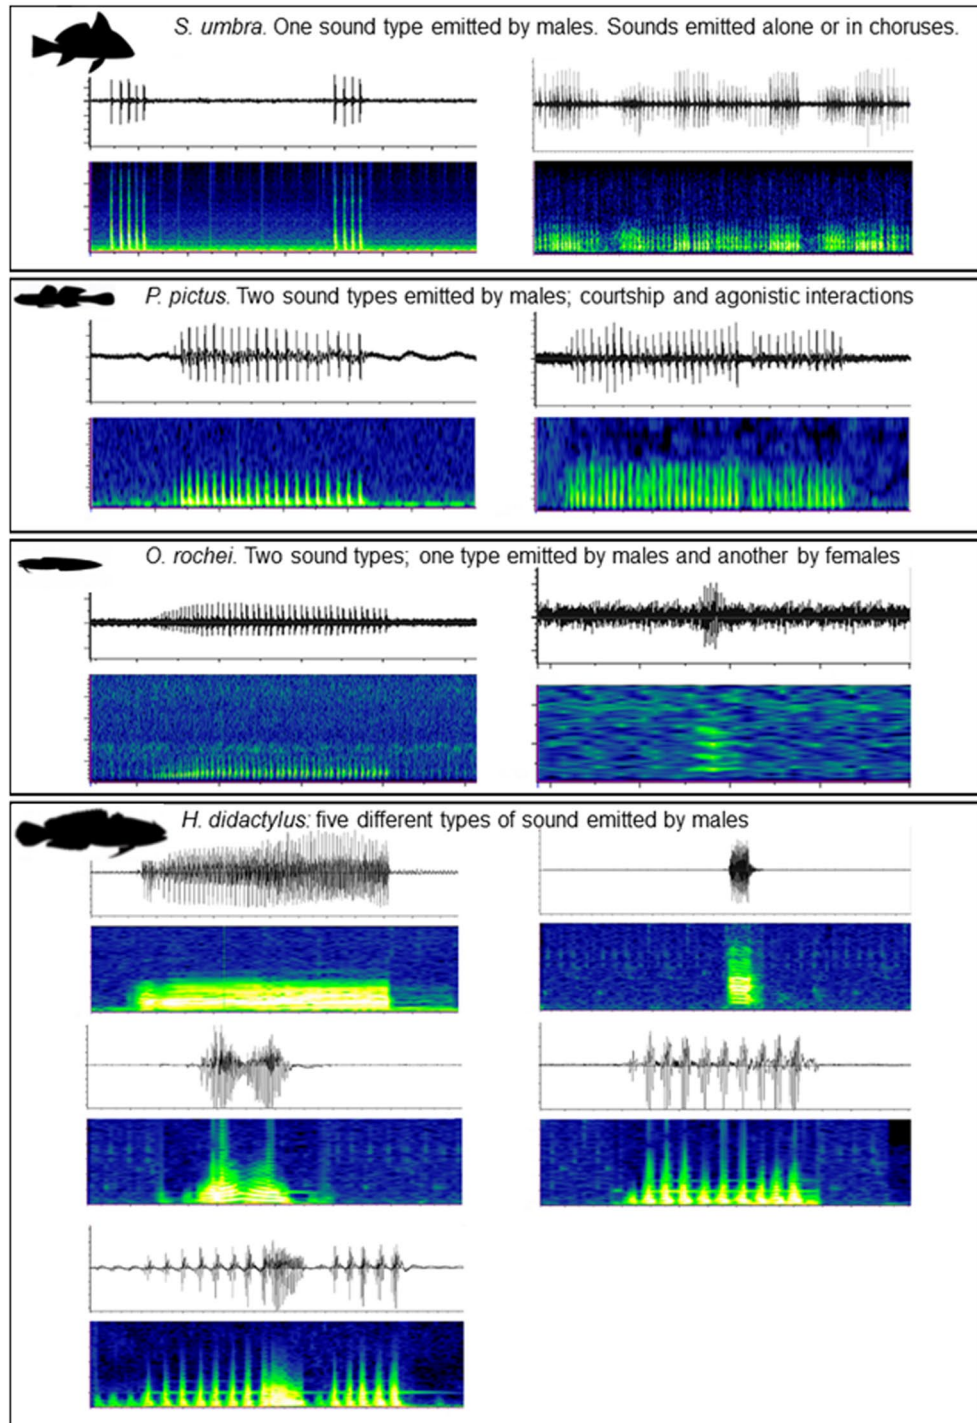 S. umbra. One sound type emitted by males. Sounds emitted alone or in choruses.
P. pictus. Two sound types emitted by males; courtship and agonistic interactions
O. rochei. Two sound types; one type emitted by males and another by females
H. didactylus: five different types of sound emitted by males